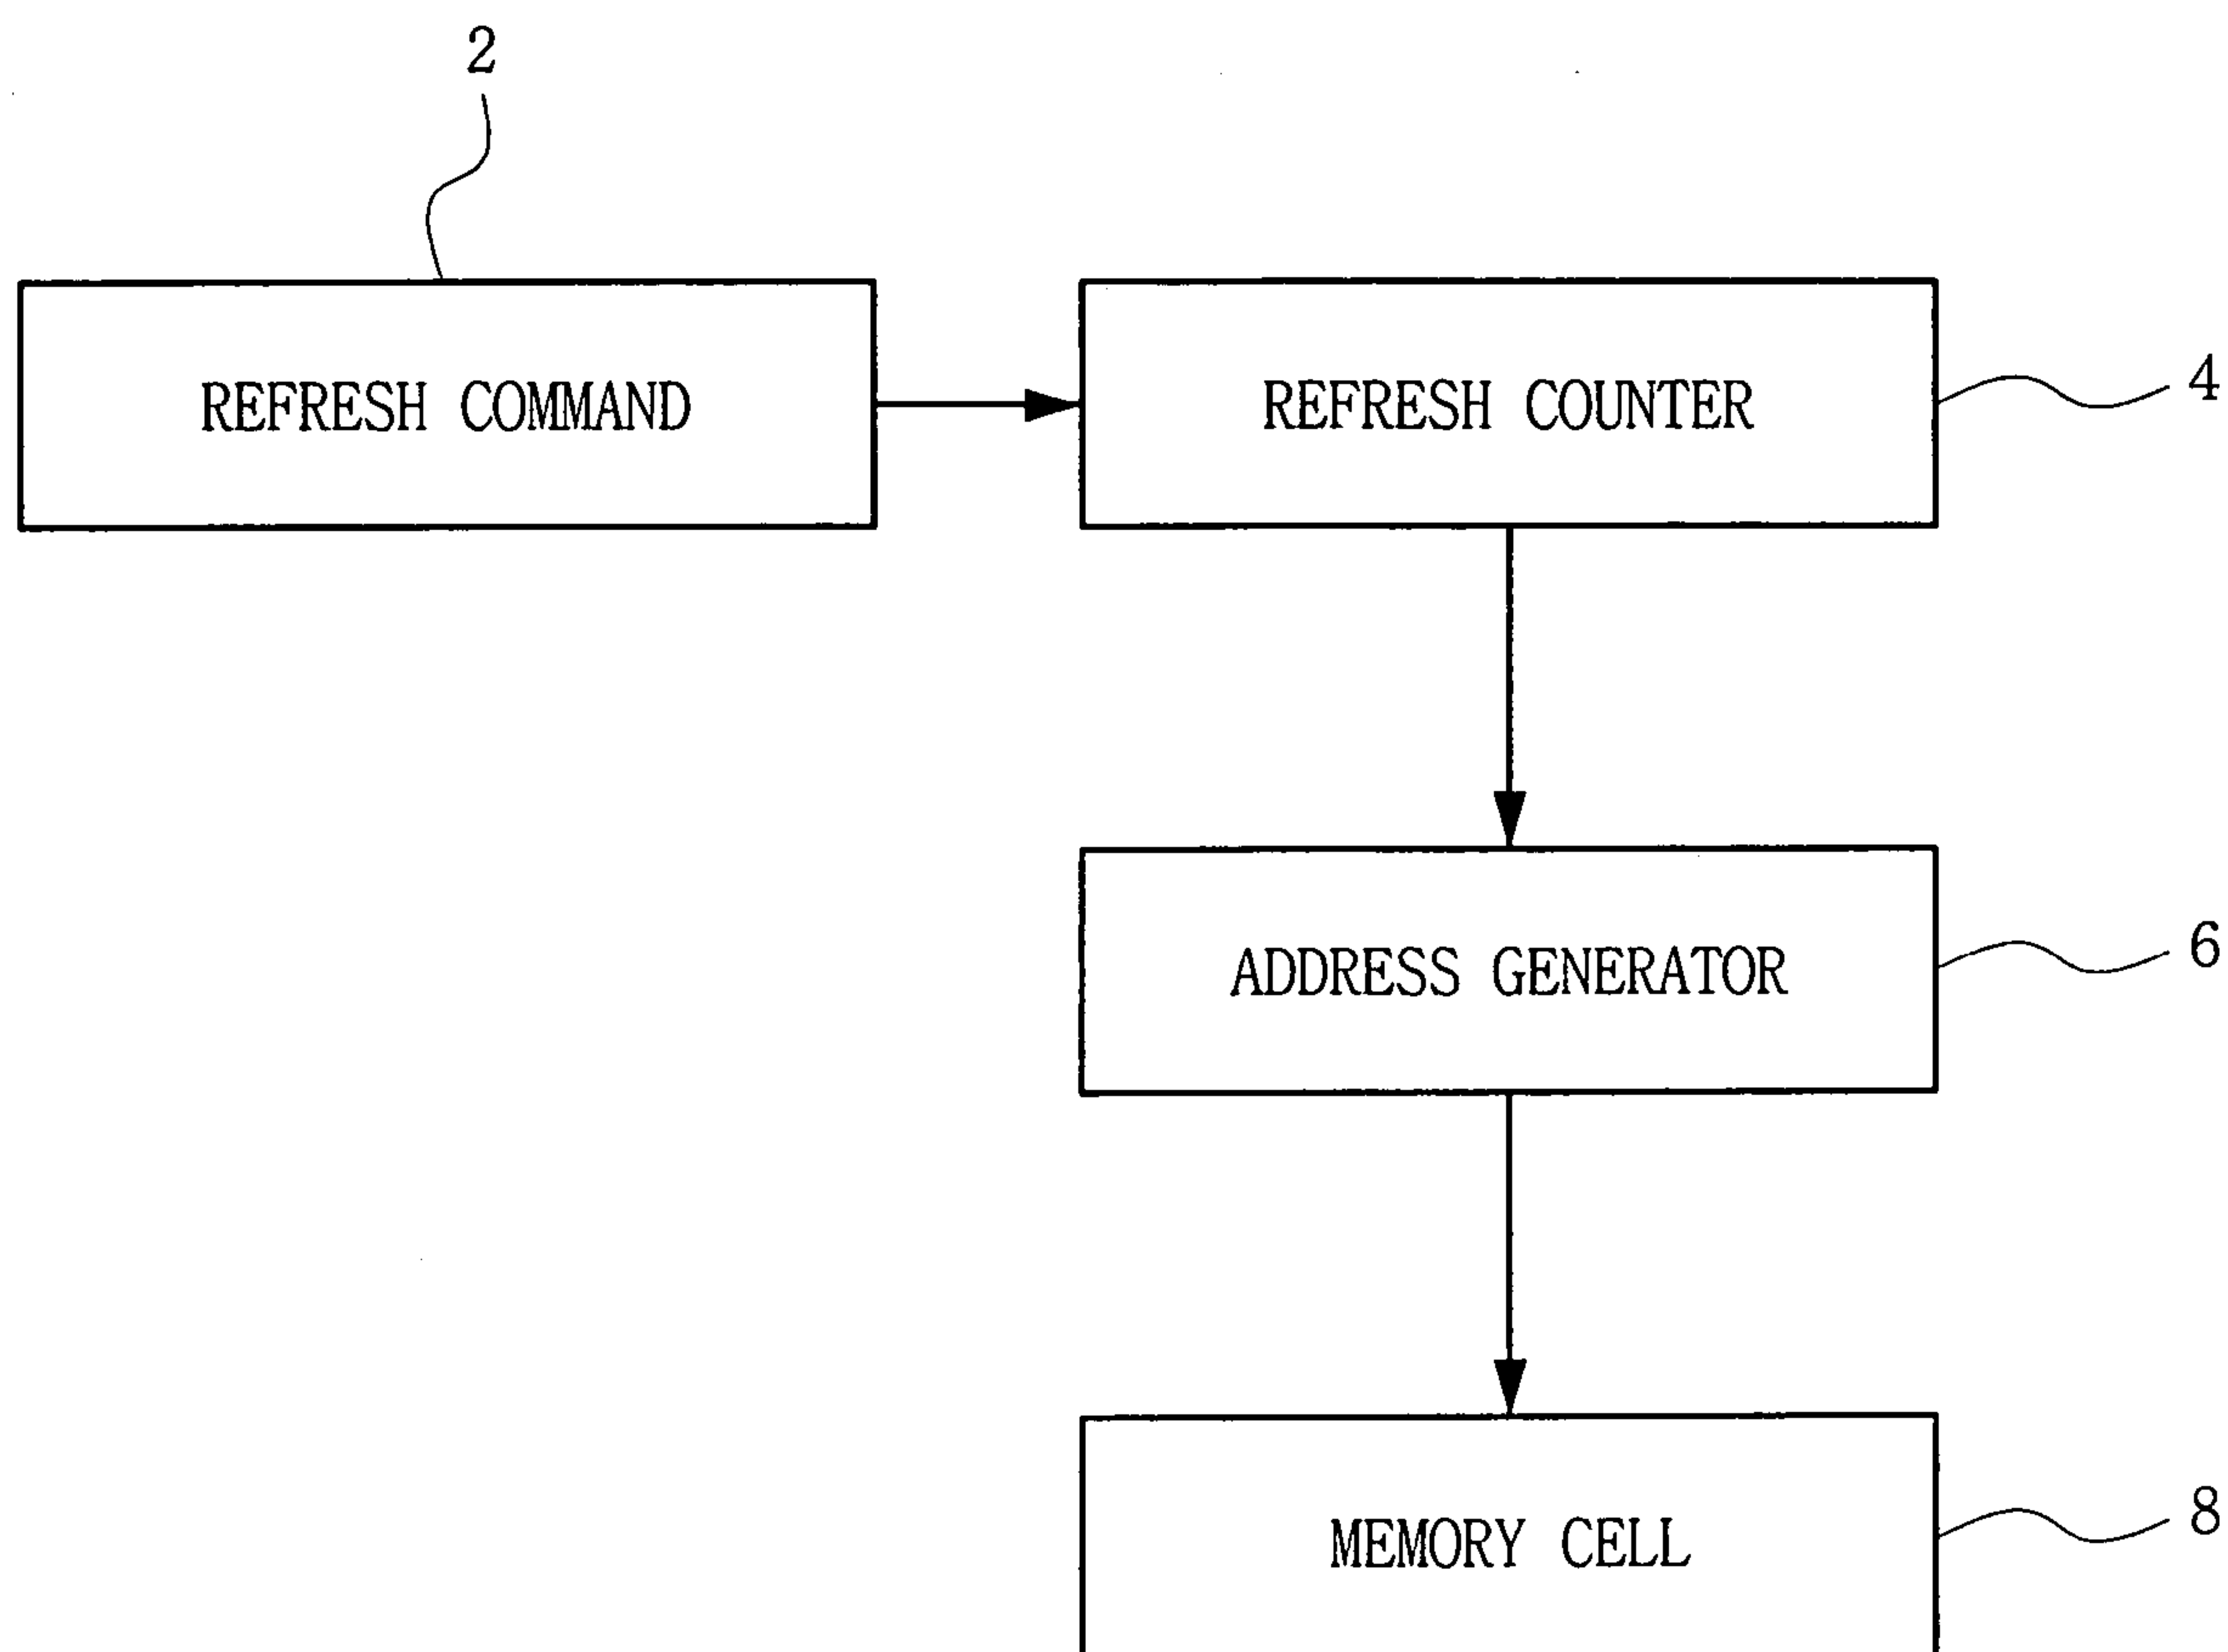 2
REFRESH COMMAND
REFRESH COUNTER
4
ADDRESS GENERATOR
6
MEMORY CELL
8